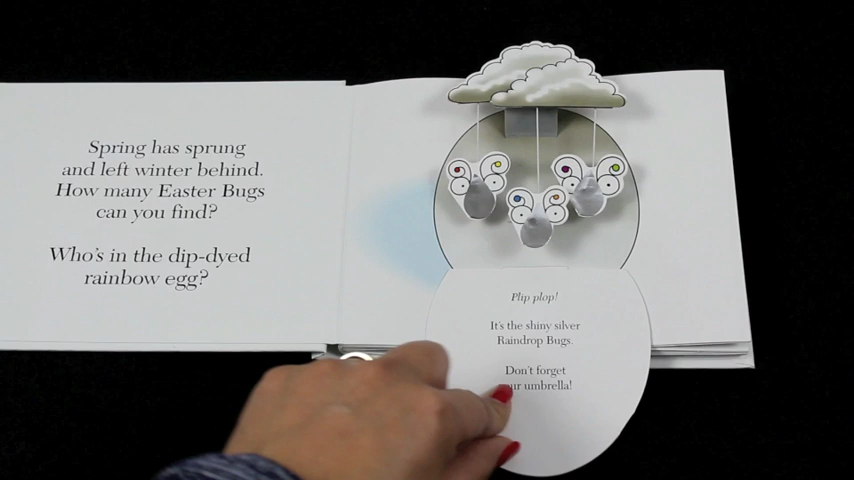 Spring has sprung
and left winter behind.
How many Easter Bugs
can you find?
Who's in the dip-dyed
rainbow egg?
Plip plop!
It's the shiny silver
Raindrop Bugs.
Don't forget
umbrella!